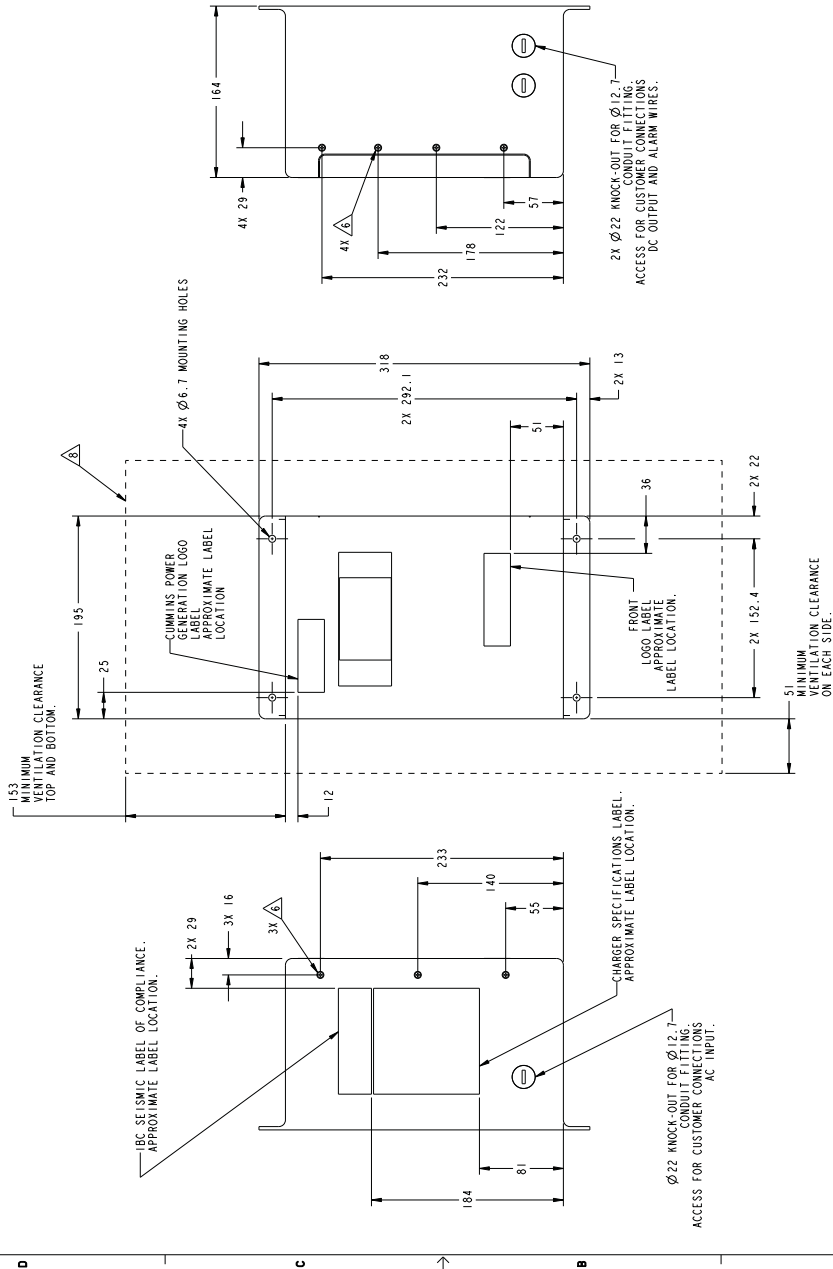 164
4X 29
4X 6
57
122
178
232
2X Ø22 KNOCK-OUT FOR Ø12.7
CONDUIT FITTING.
ACCESS FOR CUSTOMER CONNECTIONS
DC OUTPUT AND ALARM WIRES.
153
MINIMUM
VENTILATION CLEARANCE
TOP AND BOTTOM.
195
25
CUMMINS POWER
GENERATION LOGO
LABEL
APPROXIMATE LABEL
LOCATION
8
4X Ø6.7 MOUNTING HOLES
318
2X 292.1
2X 13
51
36
2X 22
2X 152.4
12
FRONT
LOGO LABEL
APPROXIMATE
LABEL LOCATION.
51
MINIMUM
VENTILATION CLEARANCE
ON EACH SIDE.
IBC SEISMIC LABEL OF COMPLIANCE.
APPROXIMATE LABEL LOCATION.
2X 29
3X 16
3X 6
233
140
55
CHARGER SPECIFICATIONS LABEL.
APPROXIMATE LABEL LOCATION.
81
184
Ø22 KNOCK-OUT FOR Ø12.7
CONDUIT FITTING.
ACCESS FOR CUSTOMER CONNECTIONS
AC INPUT.
D
C
B